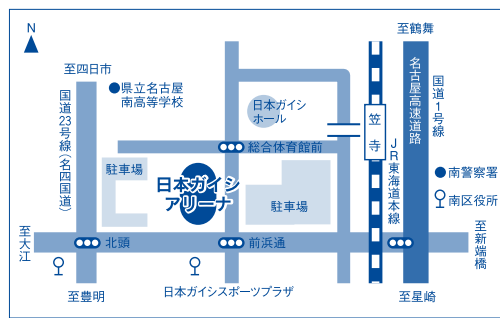 N
至鶴舞
至四日市
県立名古屋
南高等学校
国道23号線(名四国道)
日本ガイシ
ホール
名古屋高速道路
国道1号線
笠寺
総合体育館前
JR東海道本線
駐車場
日本ガイシ
アリーナ
駐車場
南警察署
南区役所
至大江
北頭
前浜通
至新端橋
至豊明
日本ガイシスポーツプラザ
至星崎